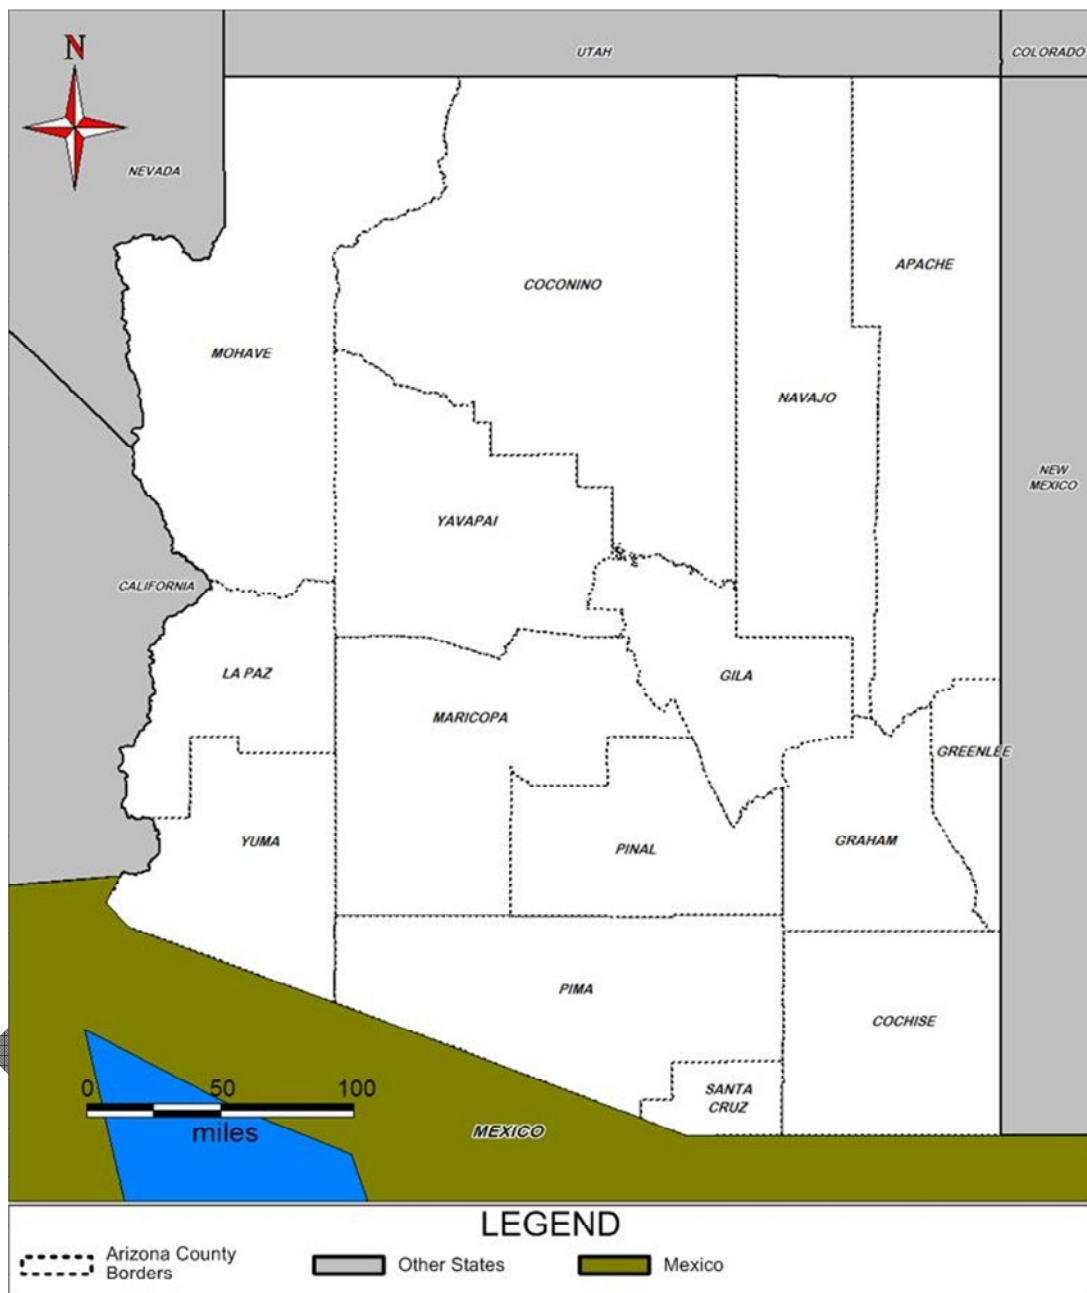 N
UTAH
COLORADO
NEVADA
APACHE
COCONINO
MOHAVE
NAVAJO
NEW
MEXICO
YAVAPAI
CALIFORNIA
LA PAZ
GILA
MARICOPA
GREENLEE
YUMA
PINAL
GRAHAM
PIMA
COCHISE
SANTA
CRUZ
0 50 100
miles
MEXICO
LEGEND
Arizona County
Borders
Other States
Mexico